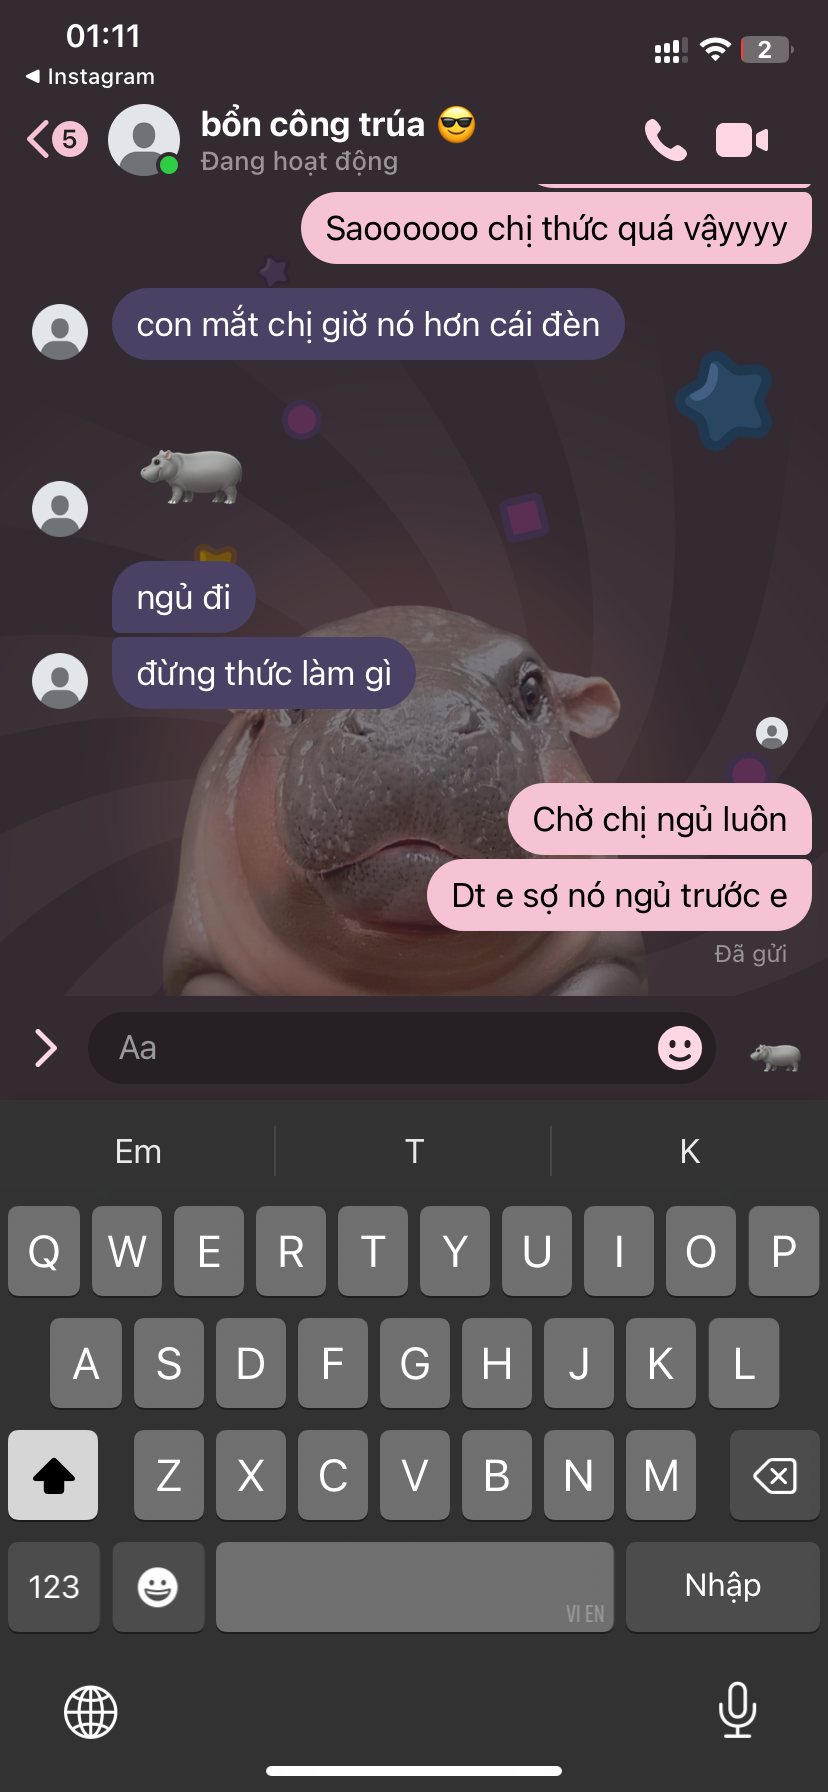 01:11
2
Instagram
5
bổn công trúa 😎
Đang hoạt động
Saoooooo chị thức quá vậyyyy
con mắt chị giờ nó hơn cái đèn
🦛
ngủ đi
đừng thức làm gì
Chờ chị ngủ luôn
Dt e sợ nó ngủ trước e
Đã gửi
Aa
Em
T
K
Q W E R T Y U I O P
A S D F G H J K L
Z X C V B N M
123
VI EN
Nhập